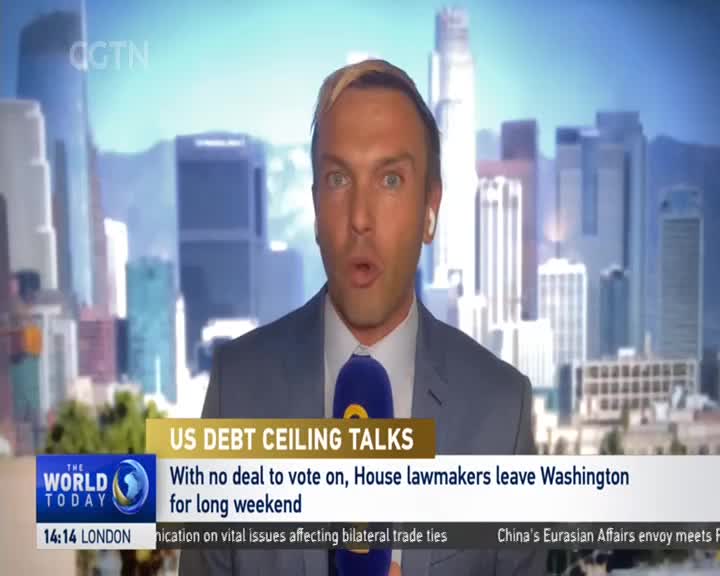 CGTN
US DEBT CEILING TALKS
With no deal to vote on, House lawmakers leave Washington
for long weekend
THE
WORLD
TODAY
14:14 LONDON
nication on vital issues affecting bilateral trade ties
China's Eurasian Affairs envoy meets